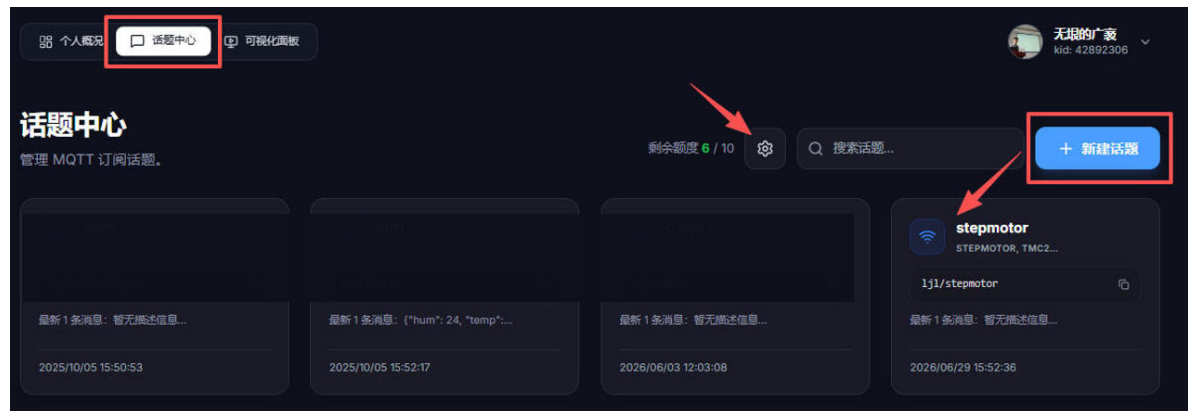 个人概况
话题中心
可视化面板
无垠的广袤
kid: 42892306
话题中心
管理 MQTT 订阅话题。
剩余额度 6 / 10
搜索话题...
+ 新建话题
stepmotor
STEPMOTOR, TMC2...
ljl/stepmotor
最新 1 条消息：暂无描述信息...
最新 1 条消息：{"hum": 24, "temp":...
最新 1 条消息：暂无描述信息...
最新 1 条消息：暂无描述信息...
2025/10/05 15:50:53
2025/10/05 15:52:17
2026/06/03 12:03:08
2026/06/29 15:52:36